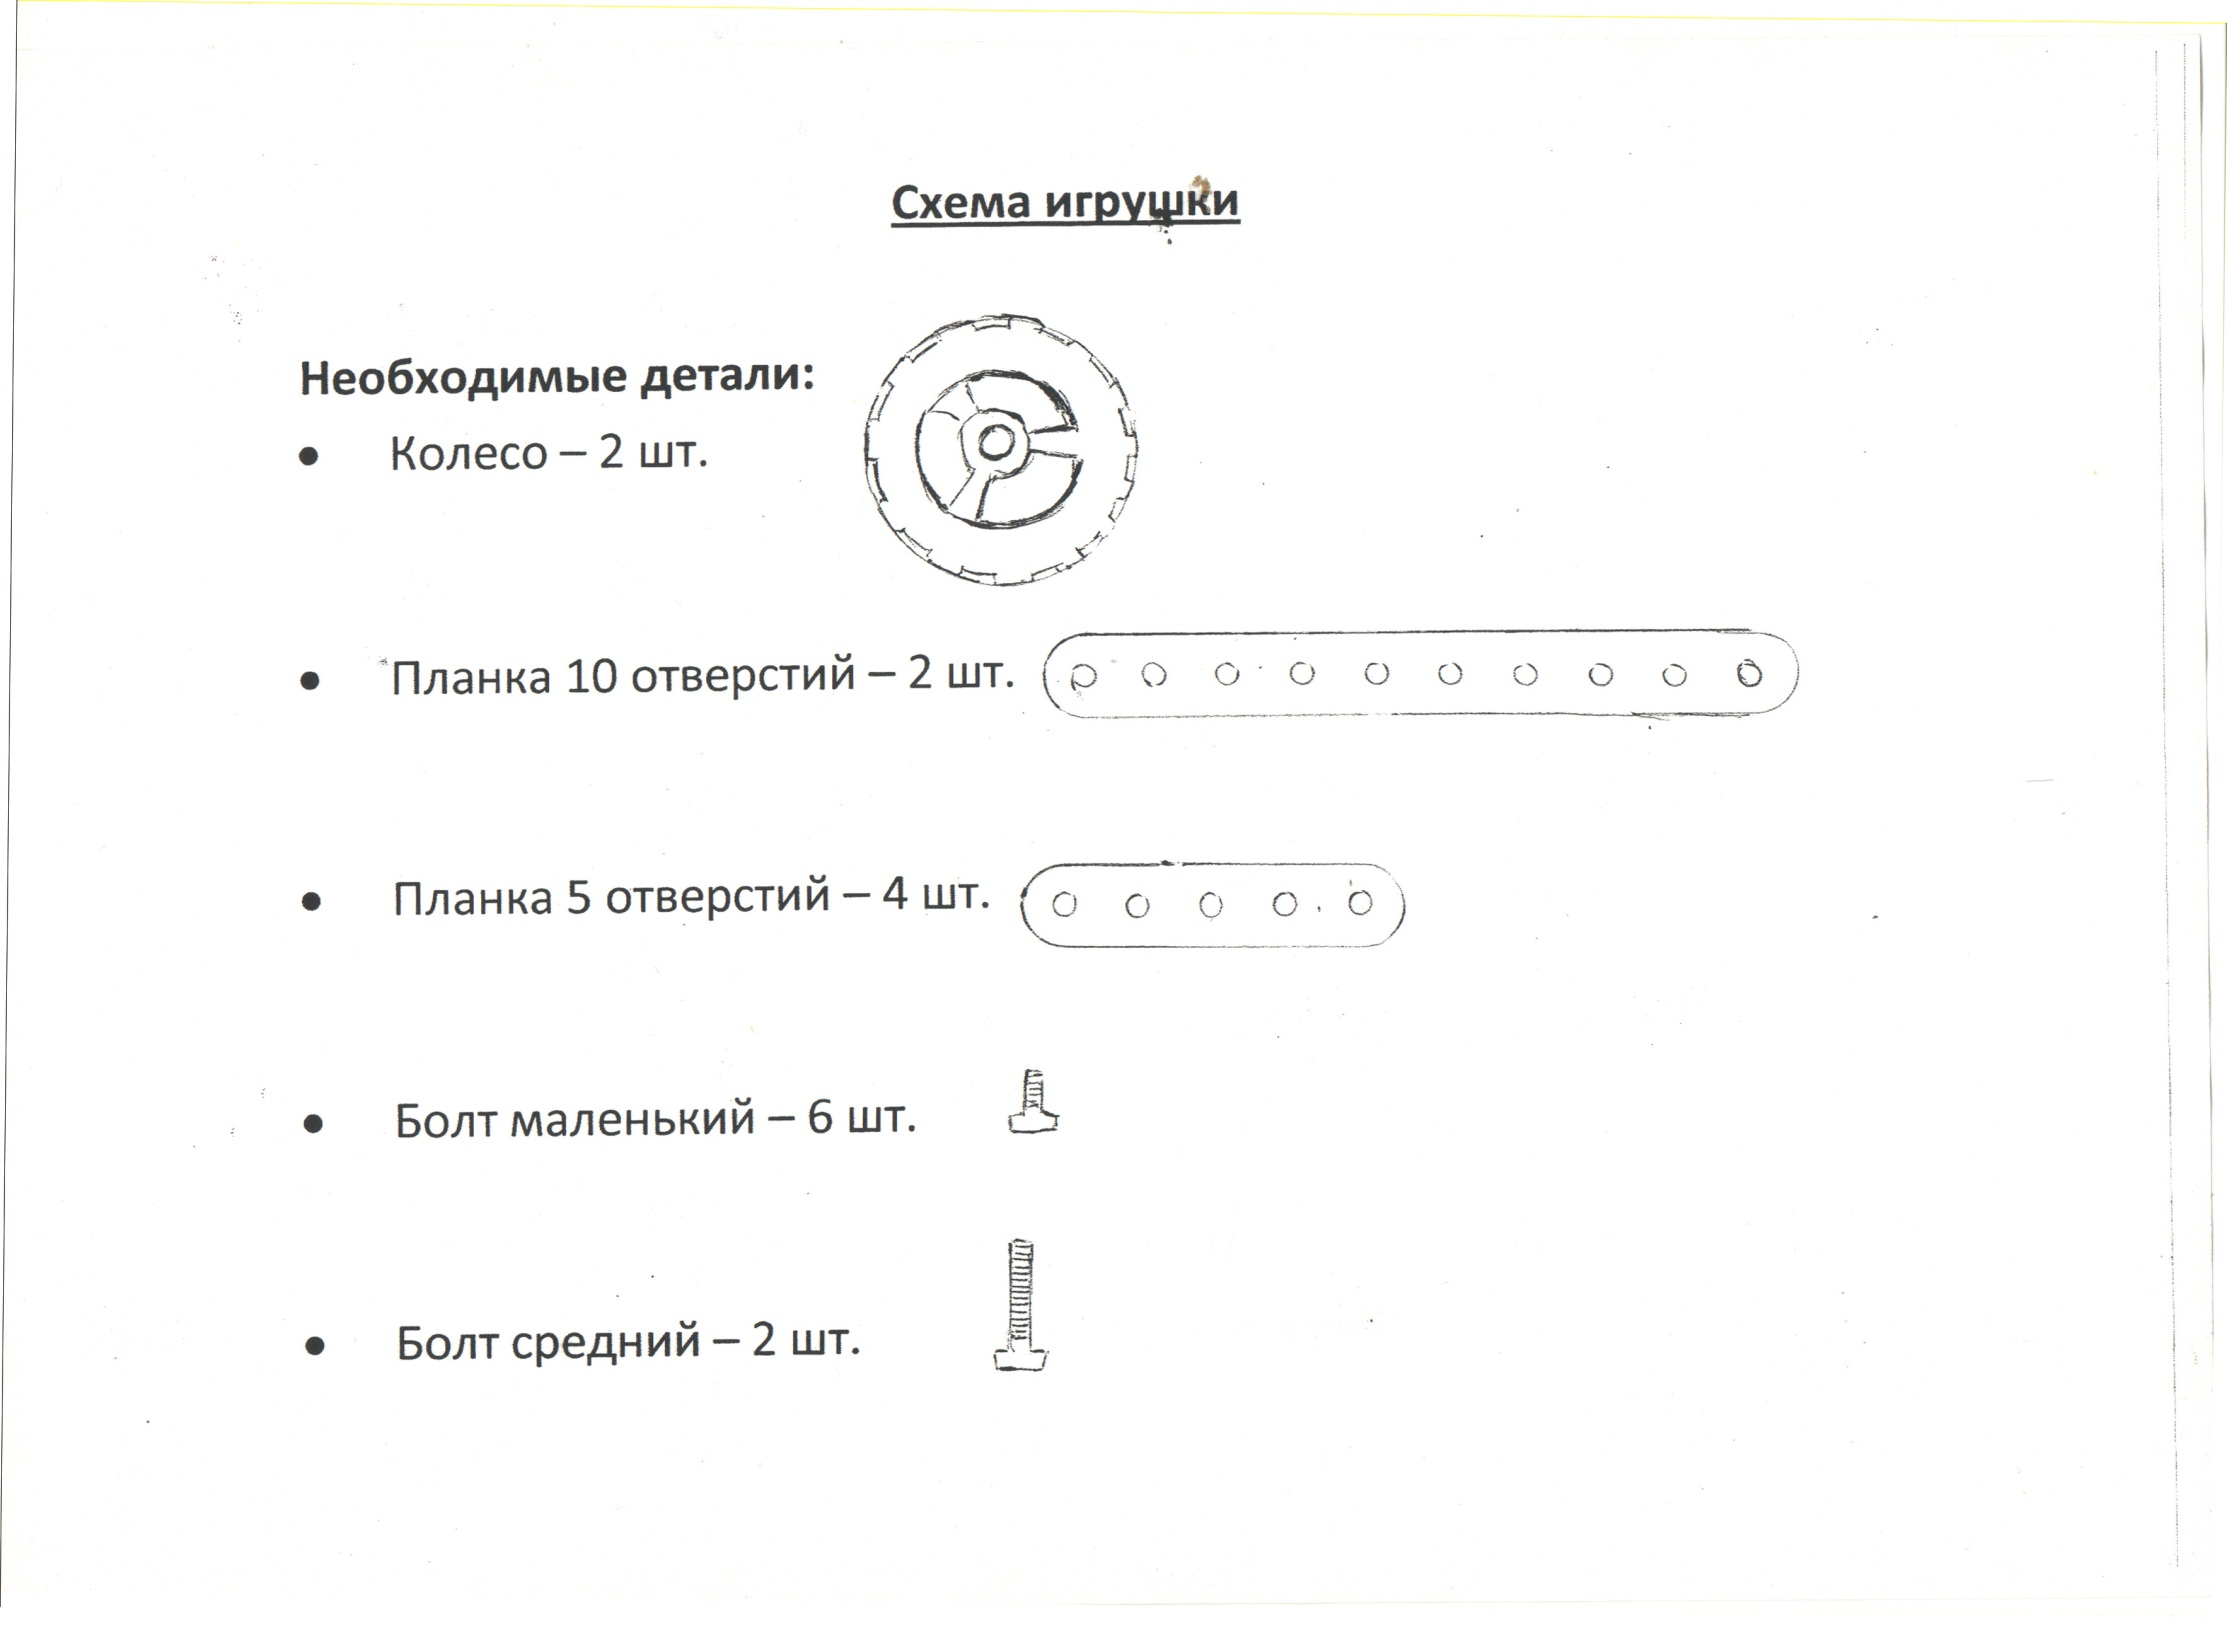 Схема игрушки
Необходимые детали:
• Колесо – 2 шт.
• Планка 10 отверстий – 2 шт.
• Планка 5 отверстий – 4 шт.
• Болт маленький – 6 шт.
• Болт средний – 2 шт.